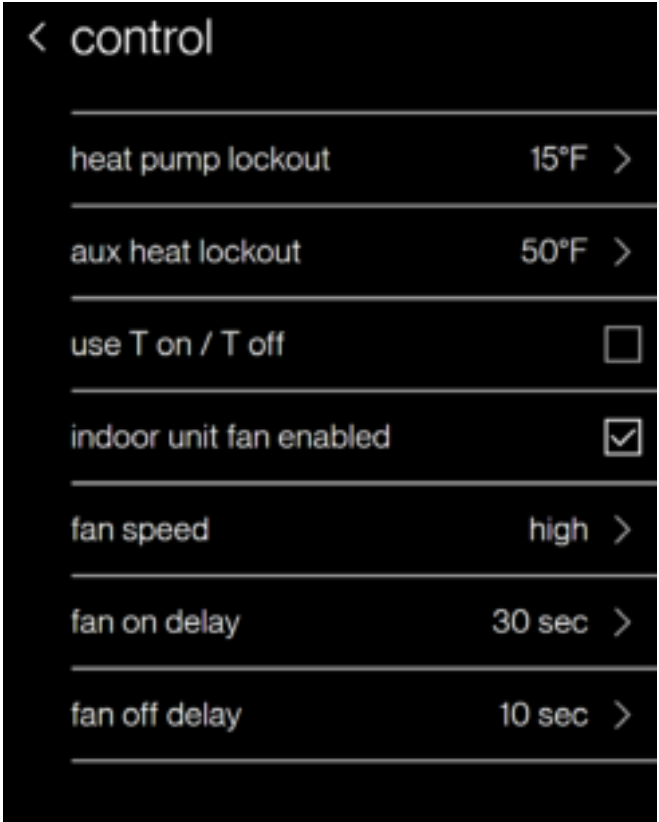 control
heat pump lockout 15°F
aux heat lockout 50°F
use T on / T off
indoor unit fan enabled
fan speed high
fan on delay 30 sec
fan off delay 10 sec